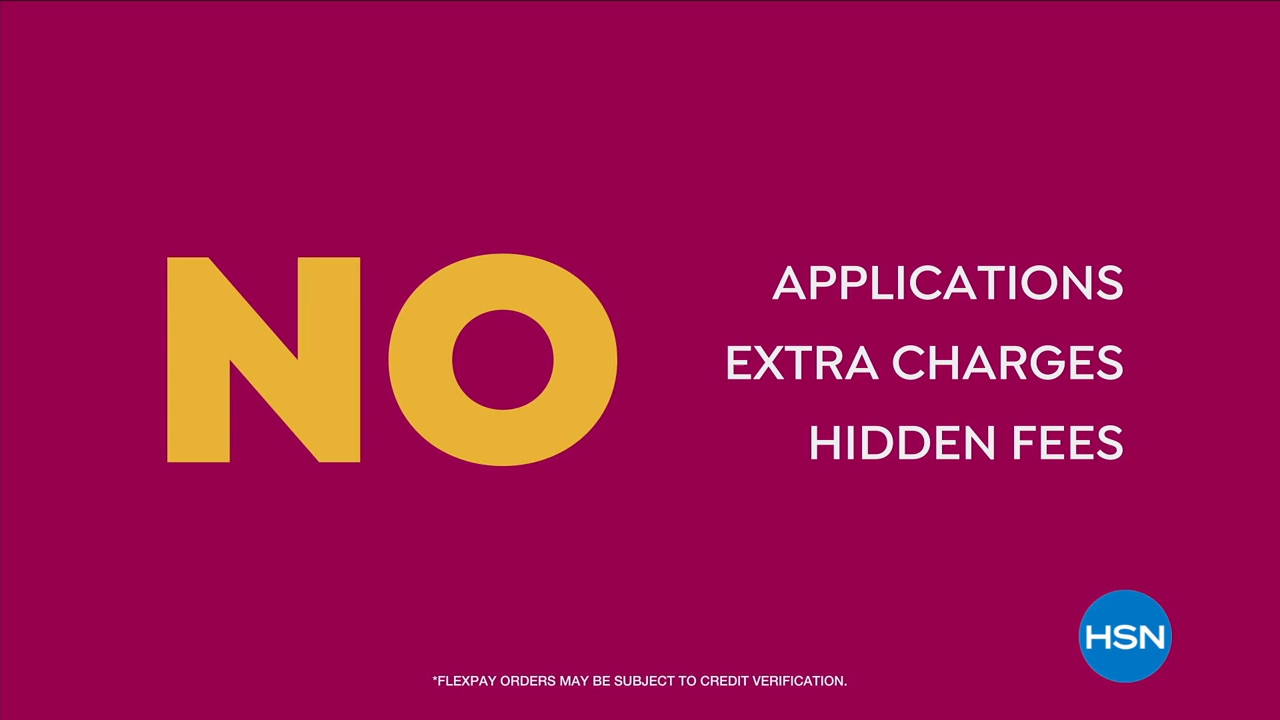 NO
APPLICATIONS
EXTRA CHARGES
HIDDEN FEES
HSN
*FLEXPAY ORDERS MAY BE SUBJECT TO CREDIT VERIFICATION.